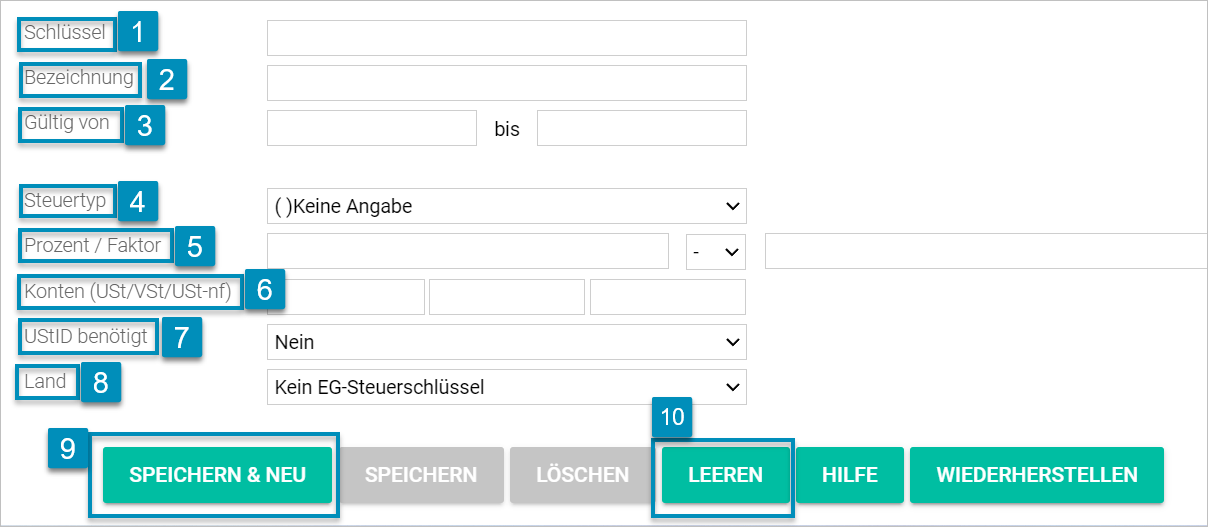 Schlüssel 1
Bezeichnung 2
Gültig von 3 bis
Steuertyp 4 ( )Keine Angabe
Prozent / Faktor 5 -
Konten (USt/VSt/USt-nf) 6
UStID benötigt 7 Nein
Land 8 Kein EG-Steuerschlüssel
9 10
SPEICHERN & NEU SPEICHERN LÖSCHEN LEEREN HILFE WIEDERHERSTELLEN